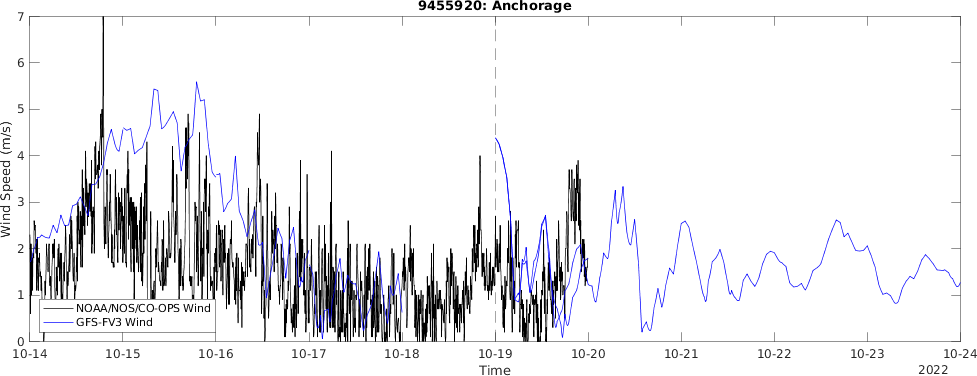 9455920: Anchorage
7
6
5
4
3
2
1
0
Wind Speed (m/s)
NOAA/NOS/CO-OPS Wind
GFS-FV3 Wind
10-14 10-15 10-16 10-17 10-18 10-19 10-20 10-21 10-22 10-23 10-24
Time
2022